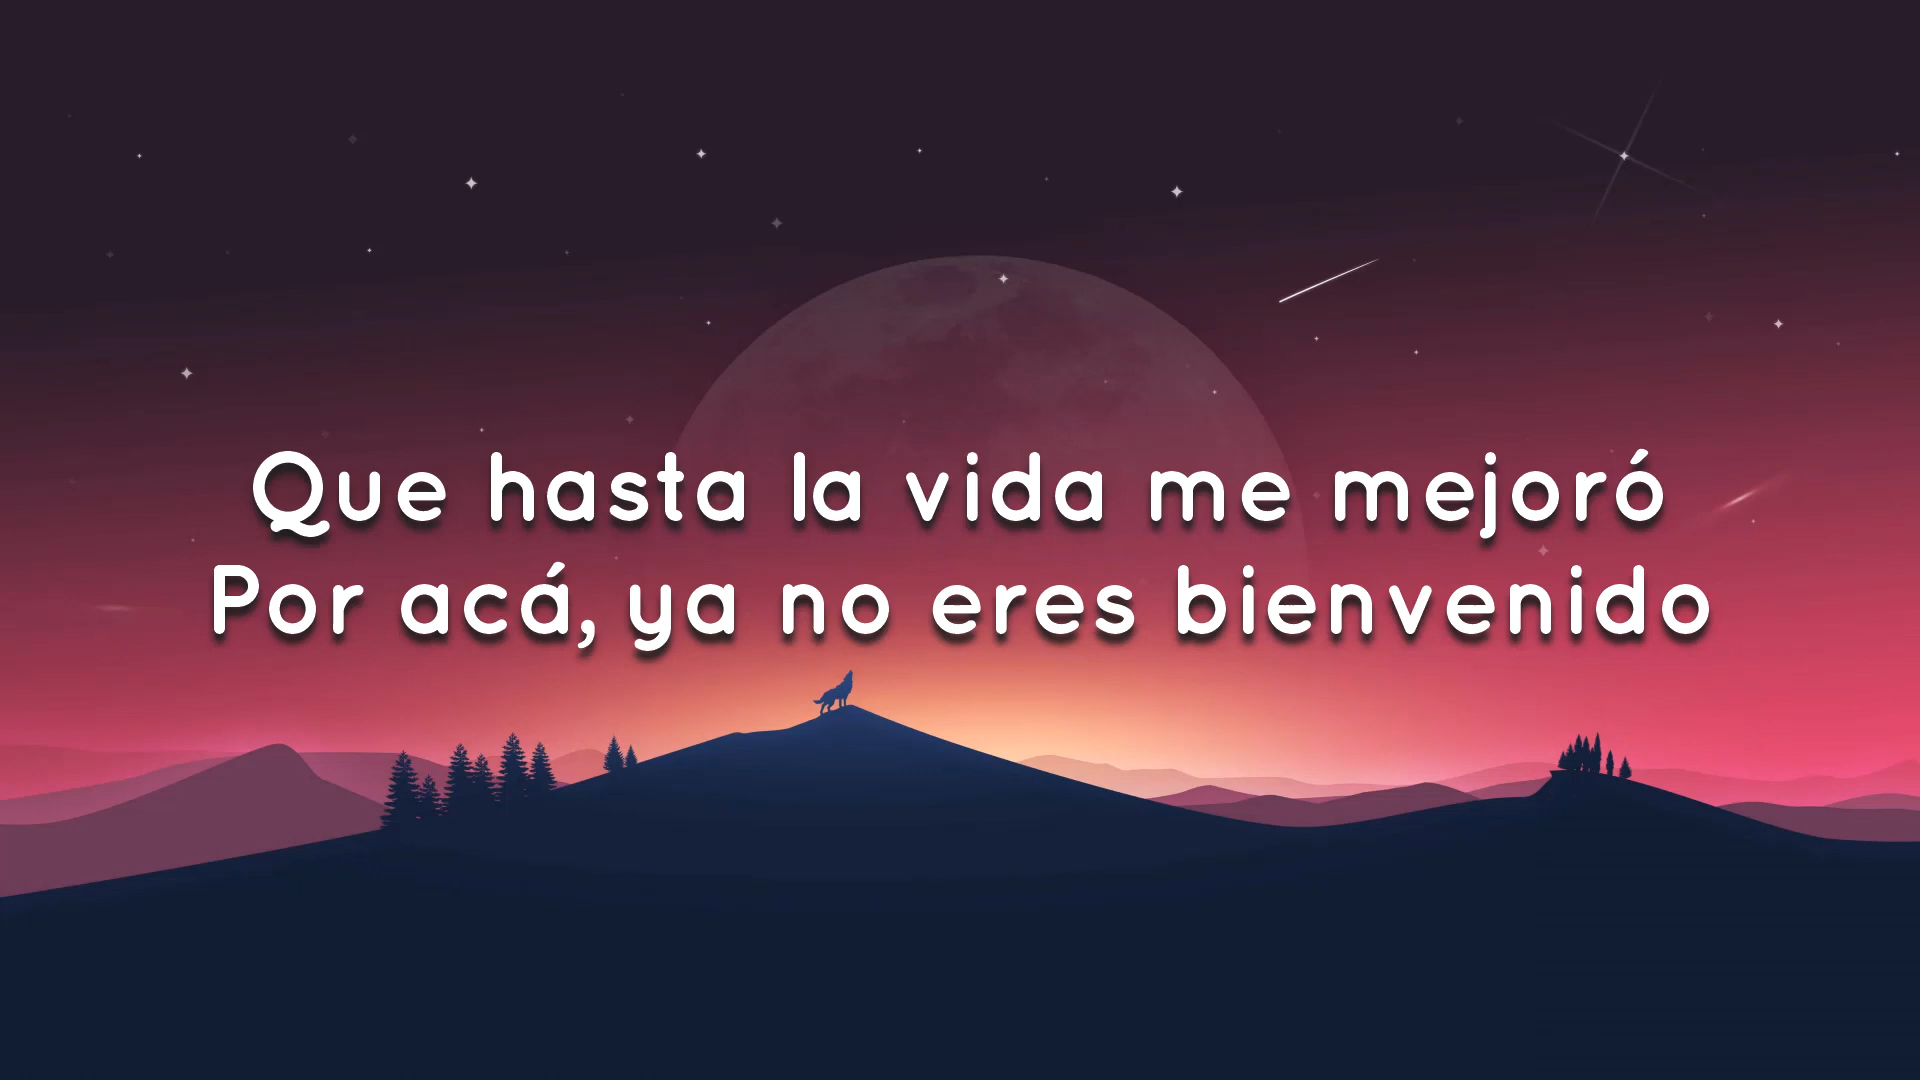 Que hasta la vida me mejoró
Por acá, ya no eres bienvenido